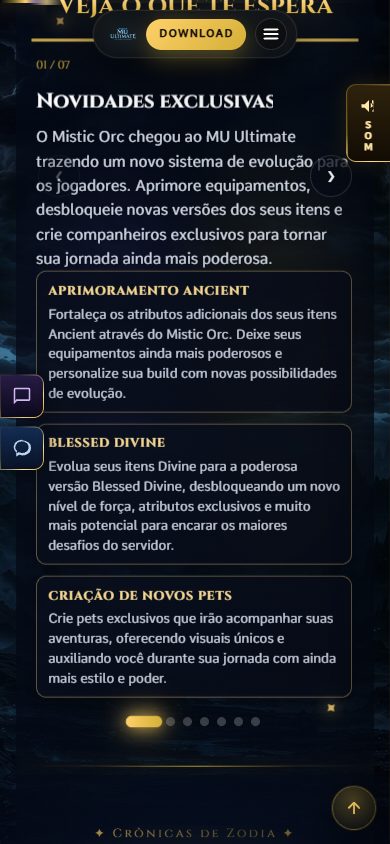 VEJA O QUE TE ESPERA
MU ULTIMATE
DOWNLOAD
01 / 07
NOVIDADES EXCLUSIVAS
SOM
O Mistic Orc chegou ao MU Ultimate
trazendo um novo sistema de evolução para
os jogadores. Aprimore equipamentos,
desbloqueie novas versões dos seus itens e
crie companheiros exclusivos para tornar
sua jornada ainda mais poderosa.
APRIMORAMENTO ANCIENT
Fortaleça os atributos adicionais dos seus itens
Ancient através do Mistic Orc. Deixe seus
equipamentos ainda mais poderosos e
personalize sua build com novas possibilidades
de evolução.
BLESSED DIVINE
Evolua seus itens Divine para a poderosa
versão Blessed Divine, desbloqueando um novo
nível de força, atributos exclusivos e muito
mais potencial para encarar os maiores
desafios do servidor.
CRIAÇÃO DE NOVOS PETS
Crie pets exclusivos que irão acompanhar suas
aventuras, oferecendo visuais únicos e
auxiliando você durante sua jornada com ainda
mais estilo e poder.
✦ CRÔNICAS DE ZODIA ✦